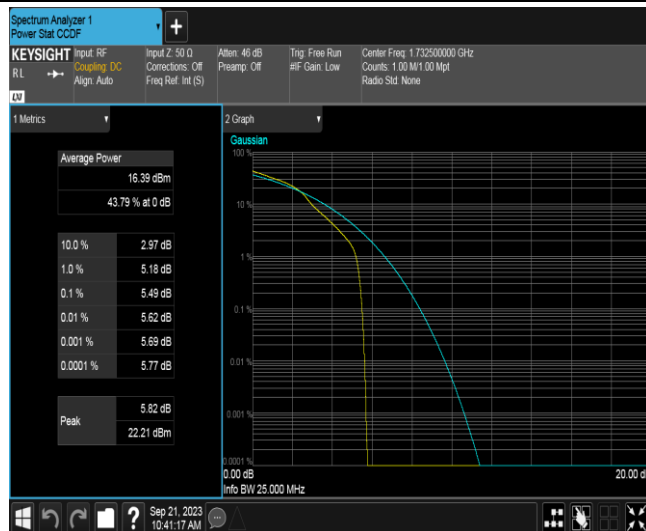 Spectrum Analyzer 1
Power Stat CCDF
KEYSIGHT
RL
Input: RF
Coupling: DC
Align: Auto
Input Z: 50 Ω
Corrections: Off
Freq Ref: Int (S)
Atten: 46 dB
Preamp: Off
Trig: Free Run
#IF Gain: Low
Center Freq: 1.732500000 GHz
Counts: 1.00 M/1.00 Mpt
Radio Std: None
1 Metrics
Average Power
16.39 dBm
43.79 % at 0 dB
10.0 % 2.97 dB
1.0 % 5.18 dB
0.1 % 5.49 dB
0.01 % 5.62 dB
0.001 % 5.69 dB
0.0001 % 5.77 dB
Peak
5.82 dB
22.21 dBm
2 Graph
Gaussian
100 %
10 %
1 %
0.1 %
0.01 %
0.001 %
0.0001 %
0.00 dB
20.00 d
Info BW 25.000 MHz
?
Sep 21, 2023
10:41:17 AM